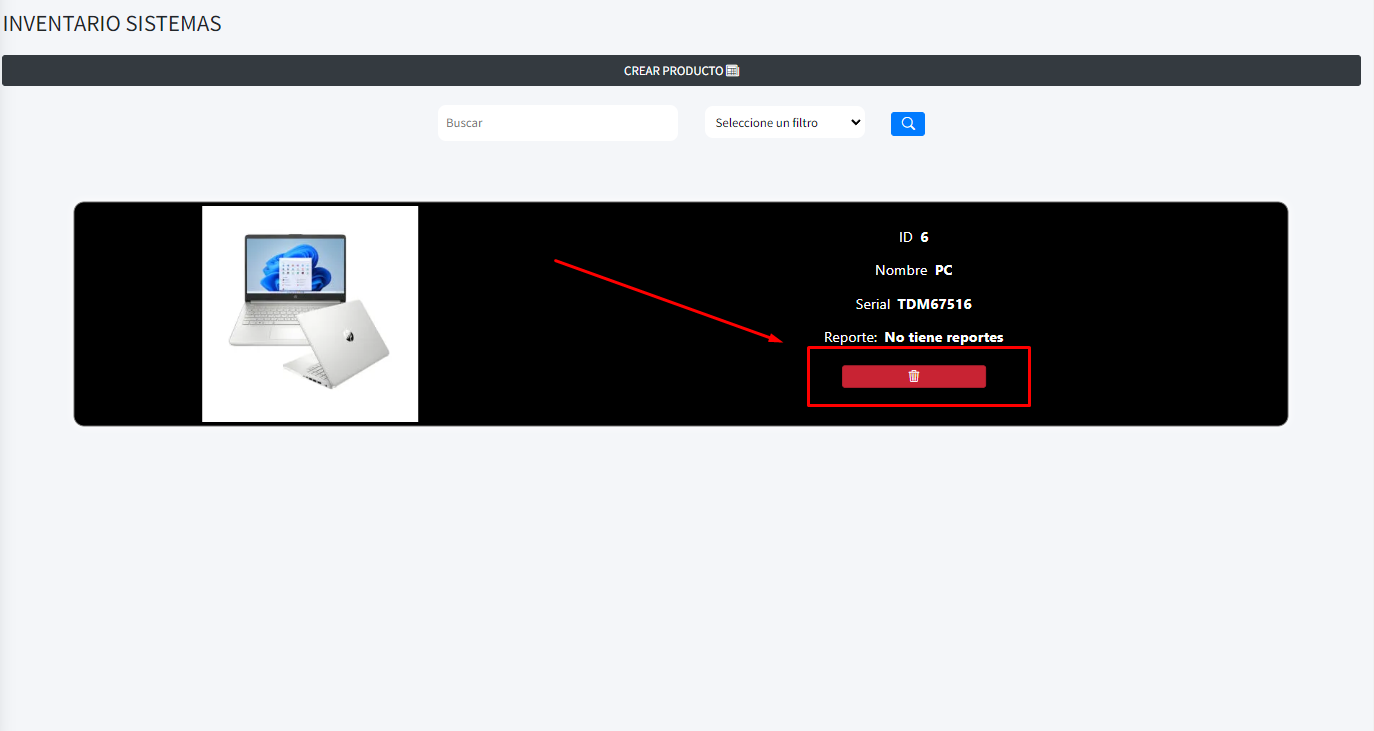 INVENTARIO SISTEMAS
CREAR PRODUCTO
Buscar
Seleccione un filtro
ID 6
Nombre PC
Serial TDM67516
Reporte: No tiene reportes